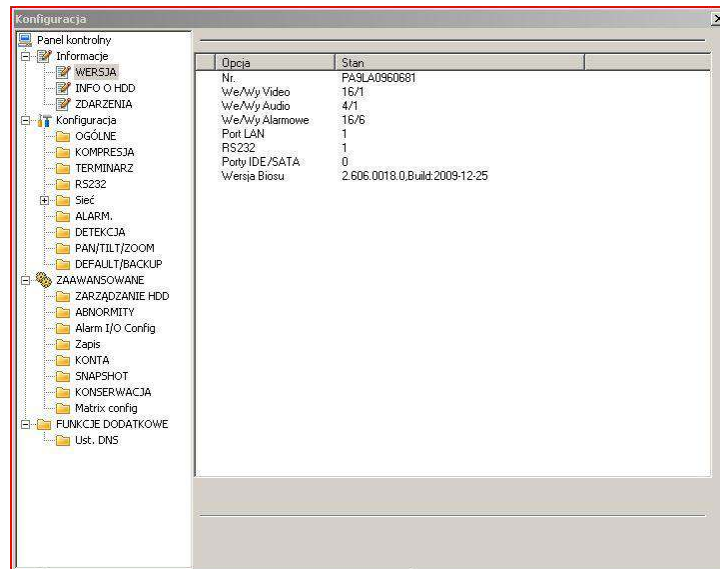 Konfiguracja
Panel kontrolny
Informacje
WERSJA
INFO O HDD
ZDARZENIA
Konfiguracja
OGÓLNE
KOMPRESJA
TERMINARZ
RS232
Sieć
ALARM.
DETEKCJA
PAN/TILT/ZOOM
DEFAULT/BACKUP
ZAAWANSOWANE
ZARZĄDZANIE HDD
ABNORMITY
Alarm I/O Config
Zapis
KONTA
SNAPSHOT
KONSERWACJA
Matrix config
FUNKCJE DODATKOWE
Ust. DNS
Opcja Stan
Nr. PA9LA0960681
We/Wy Video 16/1
We/Wy Audio 4/1
We/Wy Alarmowe 16/6
Port LAN 1
RS232 1
Porty IDE/SATA 0
Wersja Biosu 2.606.0018.0,Build:2009-12-25